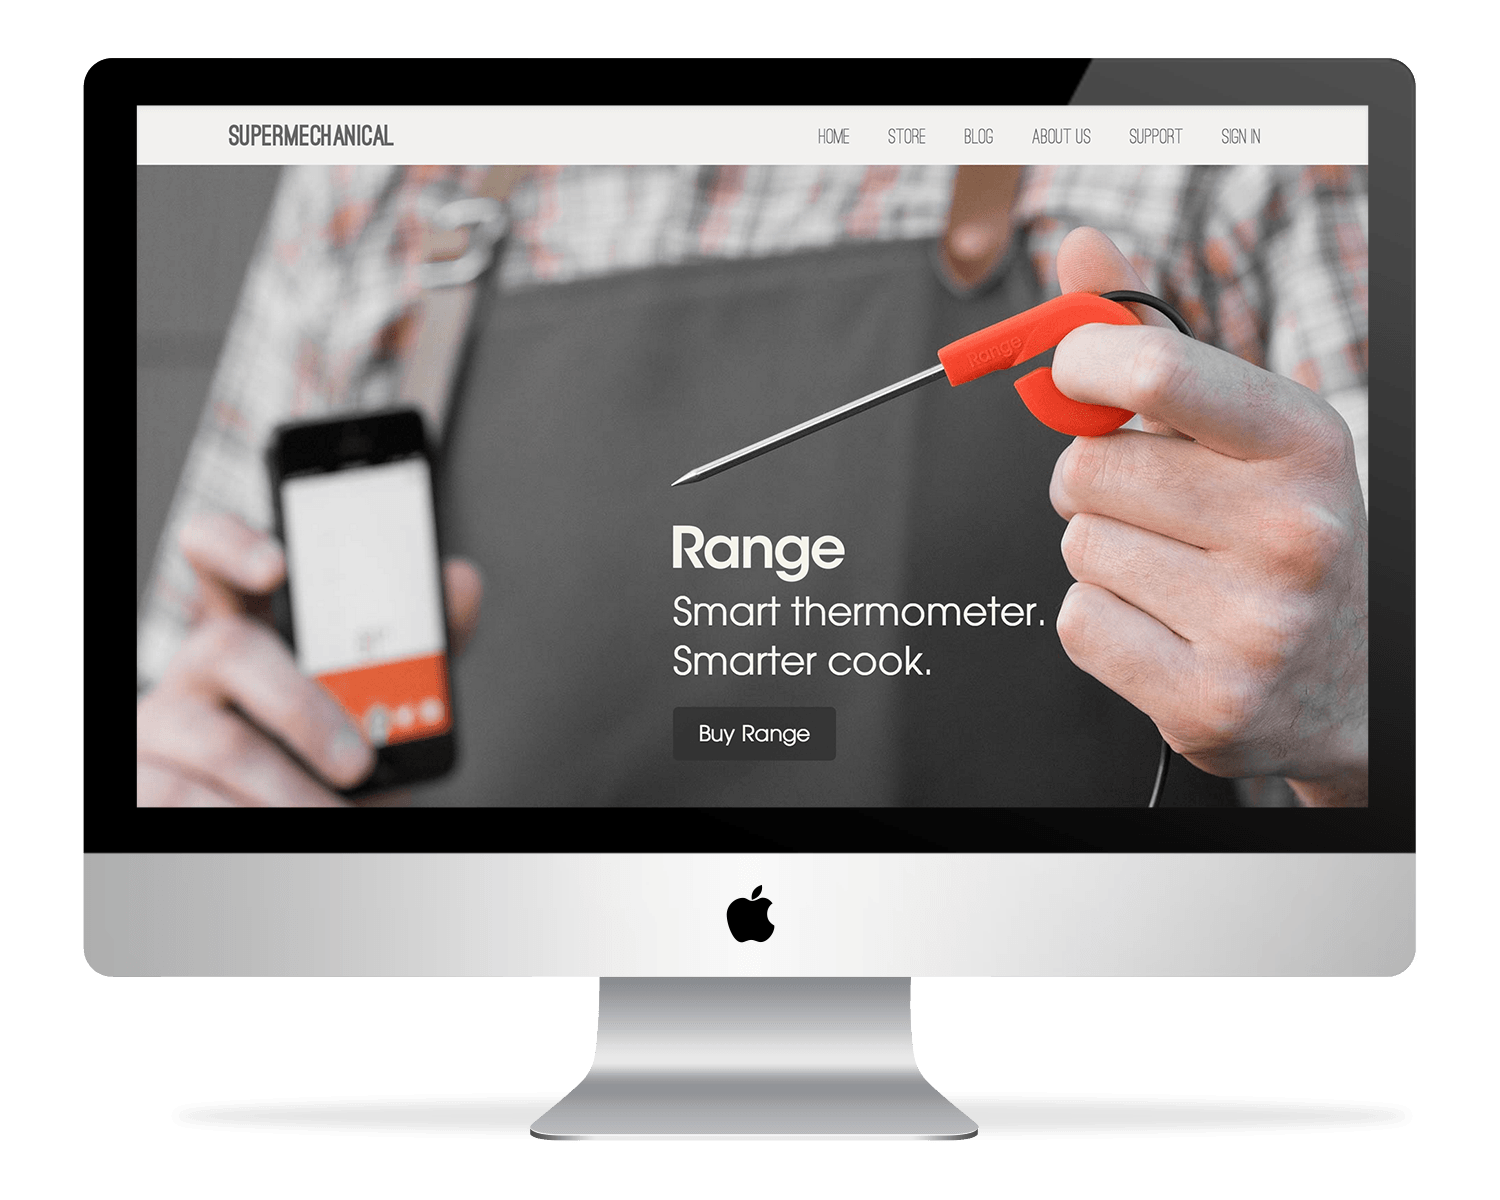 SUPERMECHANICAL
HOME STORE BLOG ABOUT US SUPPORT SIGN IN
Range
Range
Smart thermometer.
Smarter cook.
Buy Range